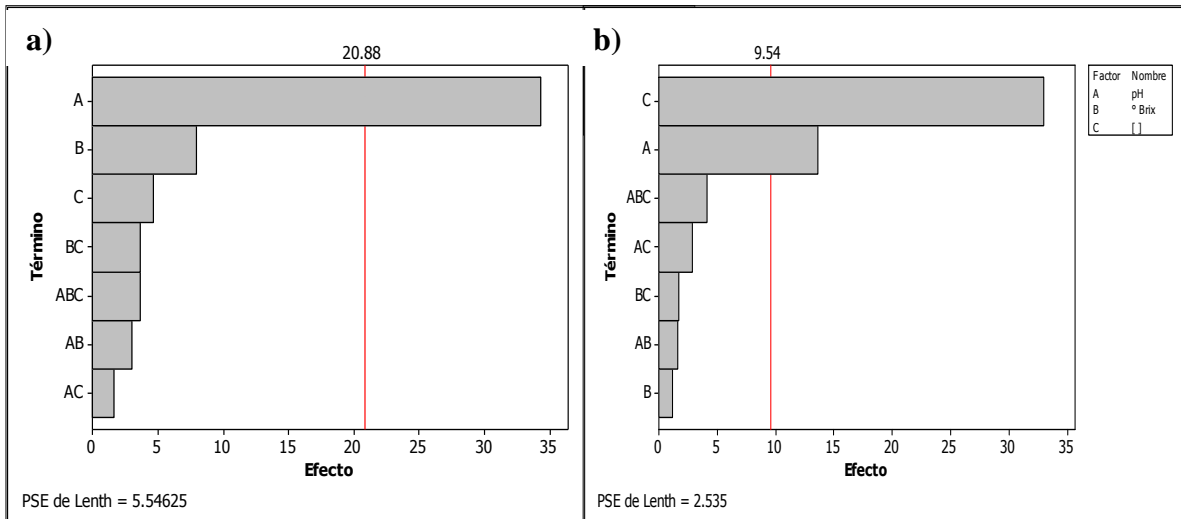 a)
20.88
Término
A
B
C
BC
ABC
AB
AC
0 5 10 15 20 25 30 35
Efecto
PSE de Lenth = 5.54625
b)
9.54
Término
C
A
ABC
AC
BC
AB
B
0 5 10 15 20 25 30 35
Efecto
PSE de Lenth = 2.535
Factor Nombre
A pH
B º Brix
C [ ]